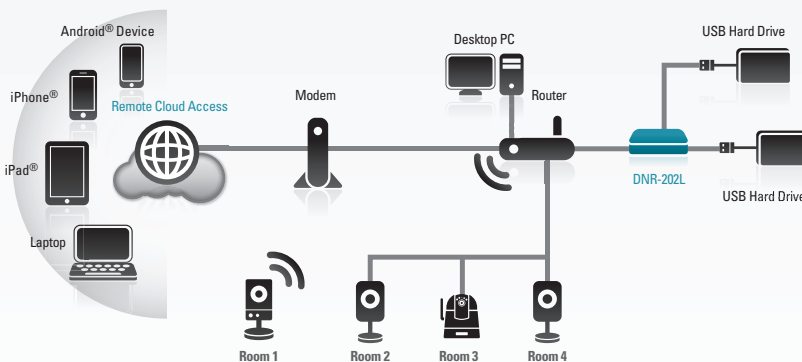 Android® Device
iPhone®
Remote Cloud Access
iPad®
Laptop
Modem
Desktop PC
Router
USB Hard Drive
DNR-202L
USB Hard Drive
Room 1
Room 2
Room 3
Room 4